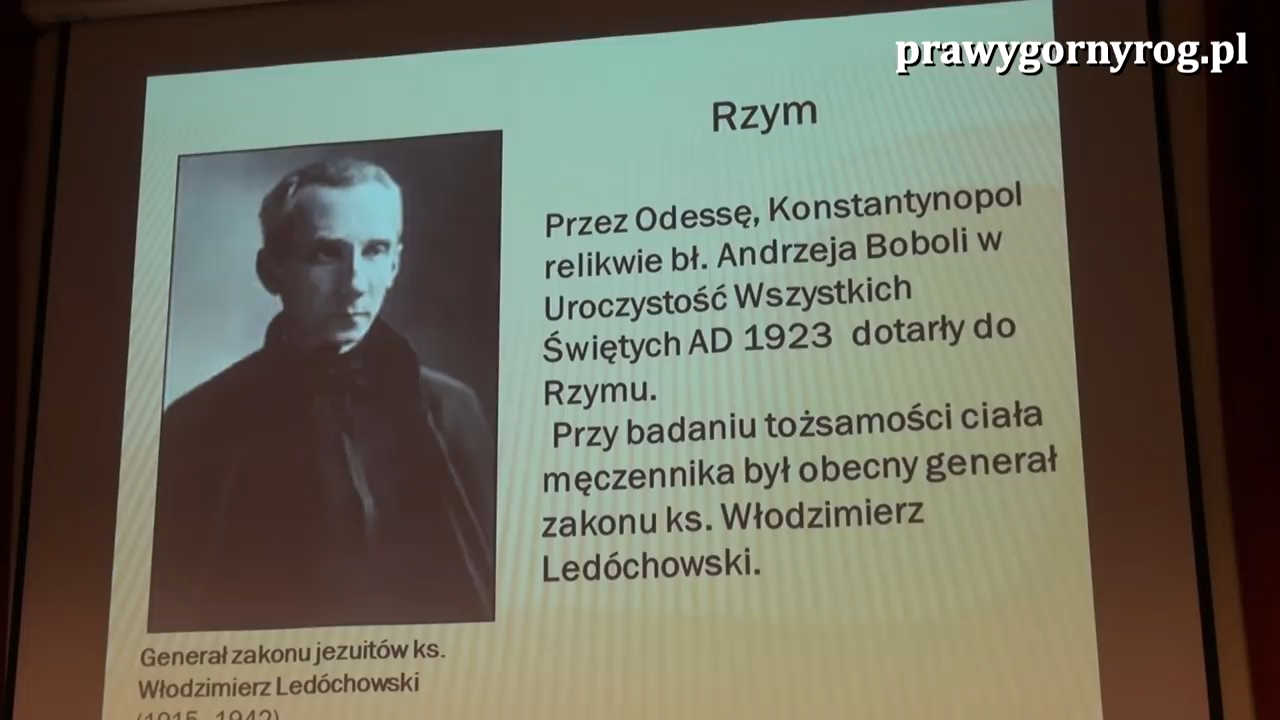 prawygornyrog.pl
Rzym
Przez Odessę, Konstantynopol
relikwie bł. Andrzeja Boboli w
Uroczystość Wszystkich
Świętych AD 1923 dotarły do
Rzymu.
Przy badaniu tożsamości ciała
męczennika był obecny generał
zakonu ks. Włodzimierz
Ledóchowski.
Generał zakonu jezuitów ks.
Włodzimierz Ledóchowski
(1915-1942)